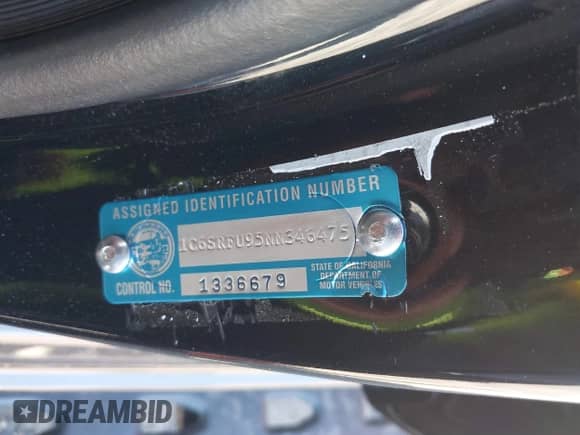 ASSIGNED IDENTIFICATION NUMBER
1C6SRFU95NN346475
CONTROL NO. 1336679
STATE OF CALIFORNIA
DEPARTMENT OF
MOTOR VEHICLES
DREAMBID